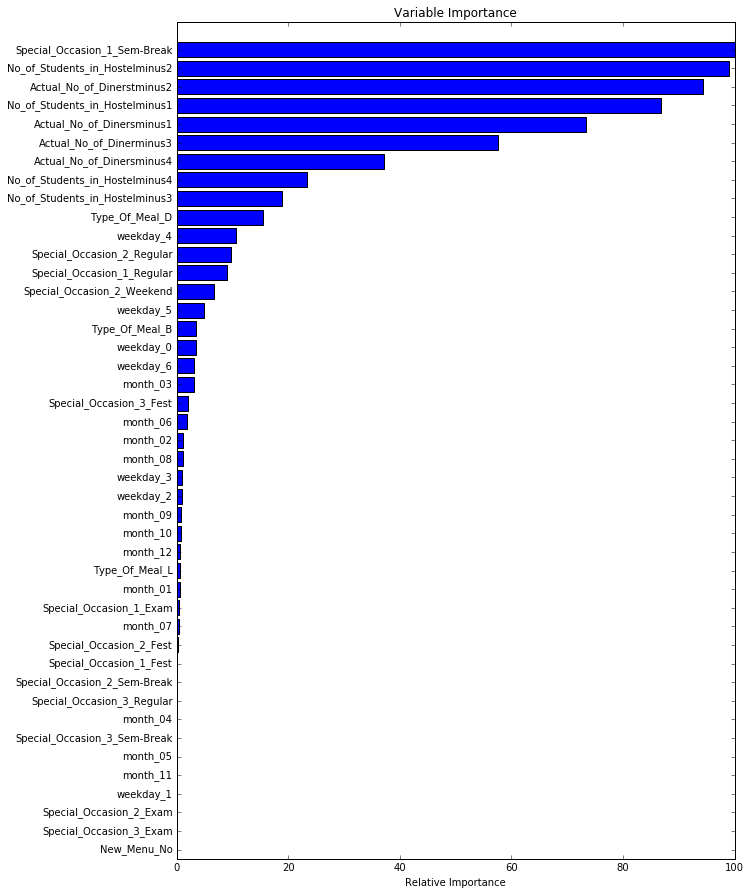 Variable Importance
Special_Occasion_1_Sem-Break
No_of_Students_in_Hostelminus2
Actual_No_of_Dinerstminus2
No_of_Students_in_Hostelminus1
Actual_No_of_Dinersminus1
Actual_No_of_Dinerminus3
Actual_No_of_Dinersminus4
No_of_Students_in_Hostelminus4
No_of_Students_in_Hostelminus3
Type_Of_Meal_D
weekday_4
Special_Occasion_2_Regular
Special_Occasion_1_Regular
Special_Occasion_2_Weekend
weekday_5
Type_Of_Meal_B
weekday_0
weekday_6
month_03
Special_Occasion_3_Fest
month_06
month_02
month_08
weekday_3
weekday_2
month_09
month_10
month_12
Type_Of_Meal_L
month_01
Special_Occasion_1_Exam
month_07
Special_Occasion_2_Fest
Special_Occasion_1_Fest
Special_Occasion_2_Sem-Break
Special_Occasion_3_Regular
month_04
Special_Occasion_3_Sem-Break
month_05
month_11
weekday_1
Special_Occasion_2_Exam
Special_Occasion_3_Exam
New_Menu_No
0 20 40 60 80 100
Relative Importance